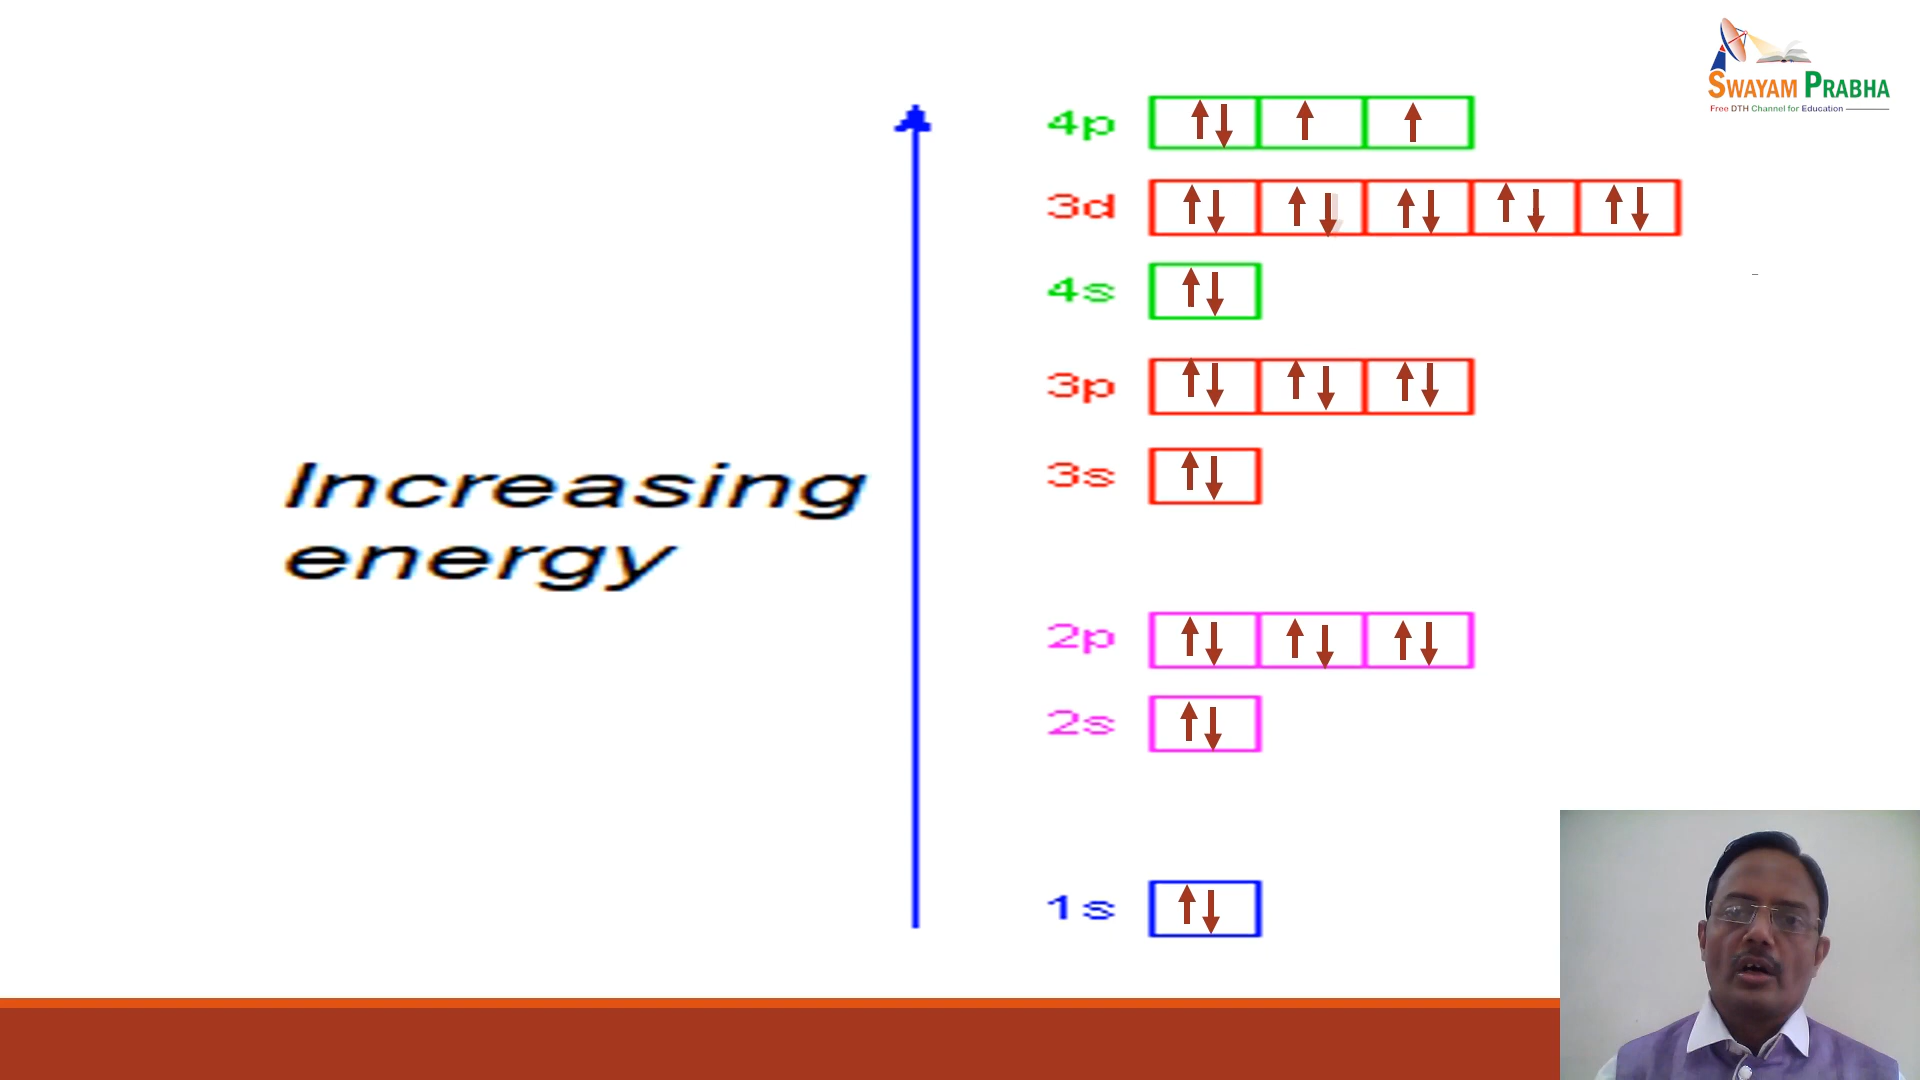 SWAYAM PRABHA
Free DTH Channel for Education
4p
3d
4s
3p
3s
Increasing
energy
2p
2s
1s